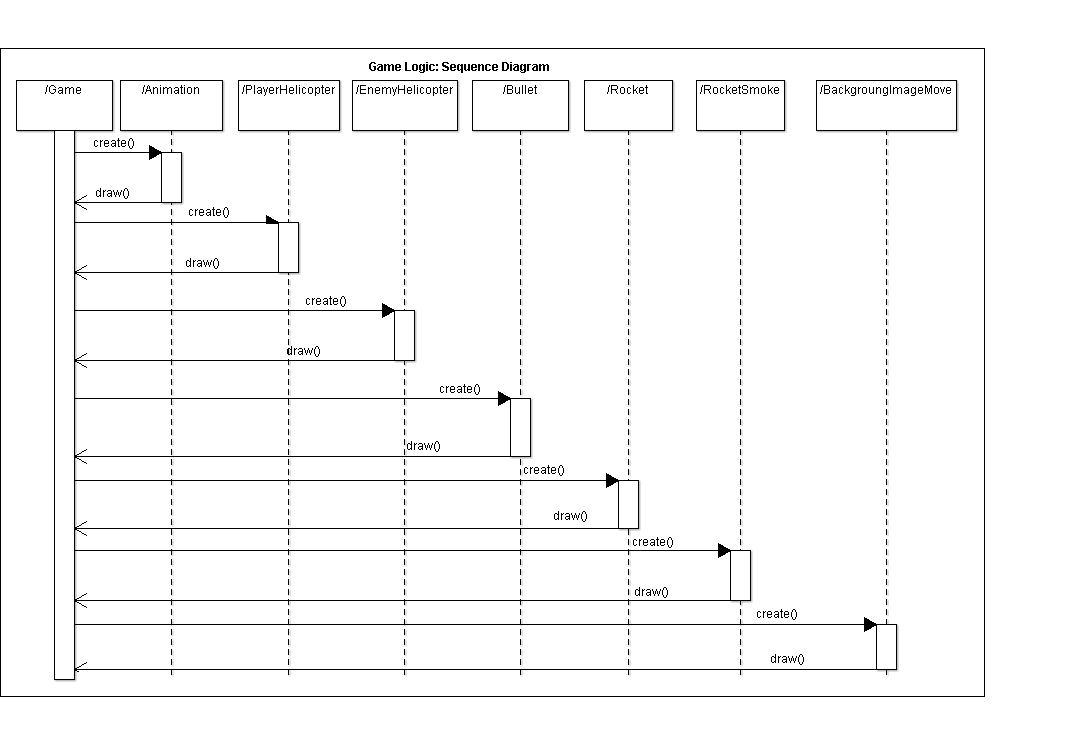 Game Logic: Sequence Diagram
/Game
/Animation
/PlayerHelicopter
/EnemyHelicopter
/Bullet
/Rocket
/RocketSmoke
/BackgroungImageMove
create()
draw()
create()
draw()
create()
draw()
create()
draw()
create()
draw()
create()
draw()
create()
draw()